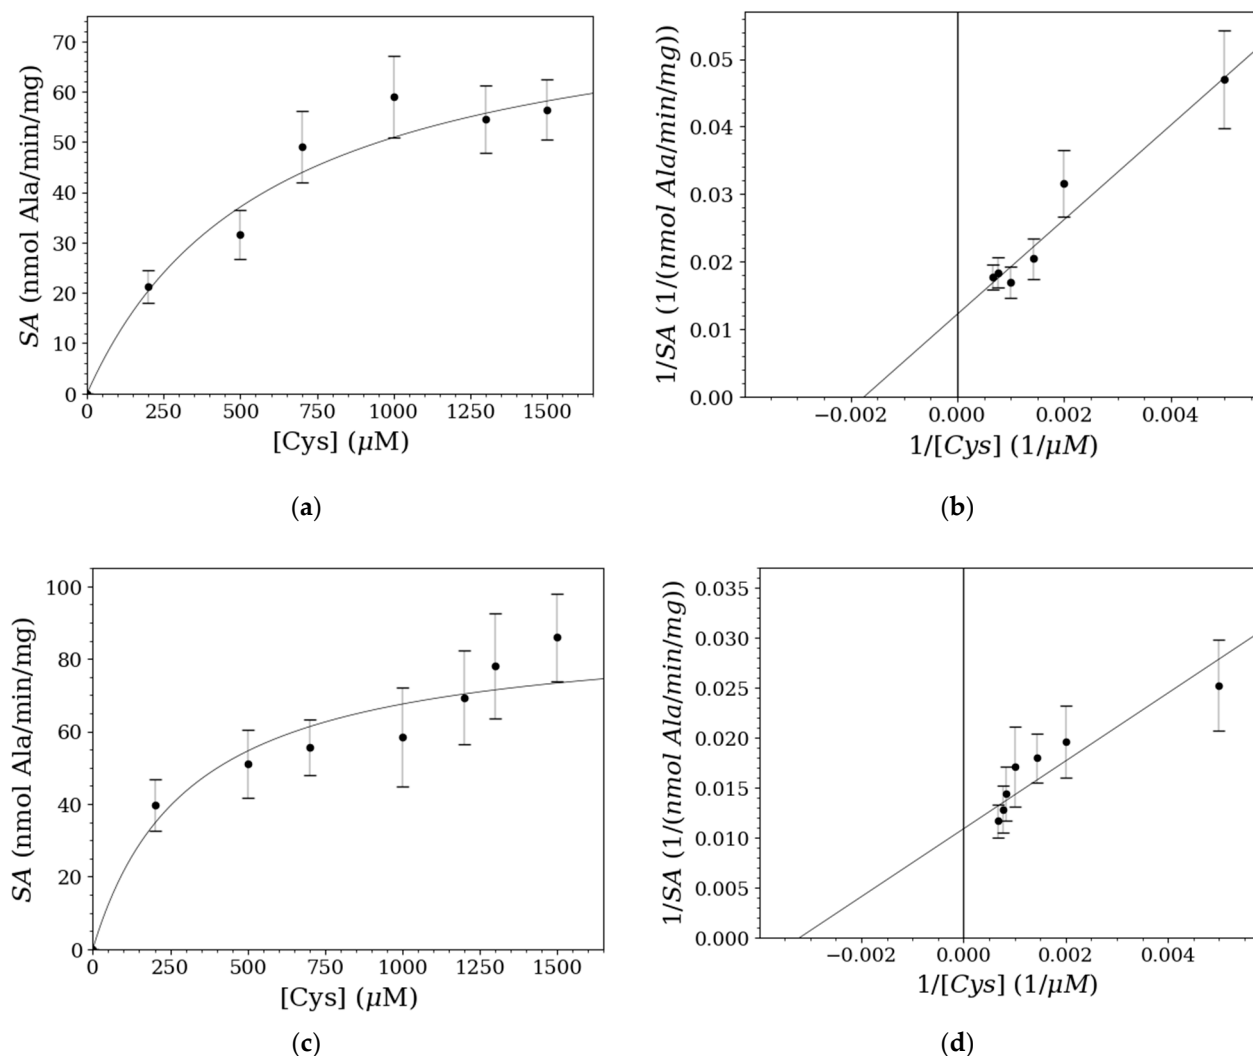 SA (nmol Ala/min/mg)
70
60
50
40
30
20
10
0
0 250 500 750 1000 1250 1500
[Cys] (μM)
(a)
1/SA (1/(nmol Ala/min/mg))
0.05
0.04
0.03
0.02
0.01
0.00
−0.002 0.000 0.002 0.004
1/[Cys] (1/μM)
(b)
SA (nmol Ala/min/mg)
100
80
60
40
20
0
0 250 500 750 1000 1250 1500
[Cys] (μM)
(c)
1/SA (1/(nmol Ala/min/mg))
0.035
0.030
0.025
0.020
0.015
0.010
0.005
0.000
−0.002 0.000 0.002 0.004
1/[Cys] (1/μM)
(d)